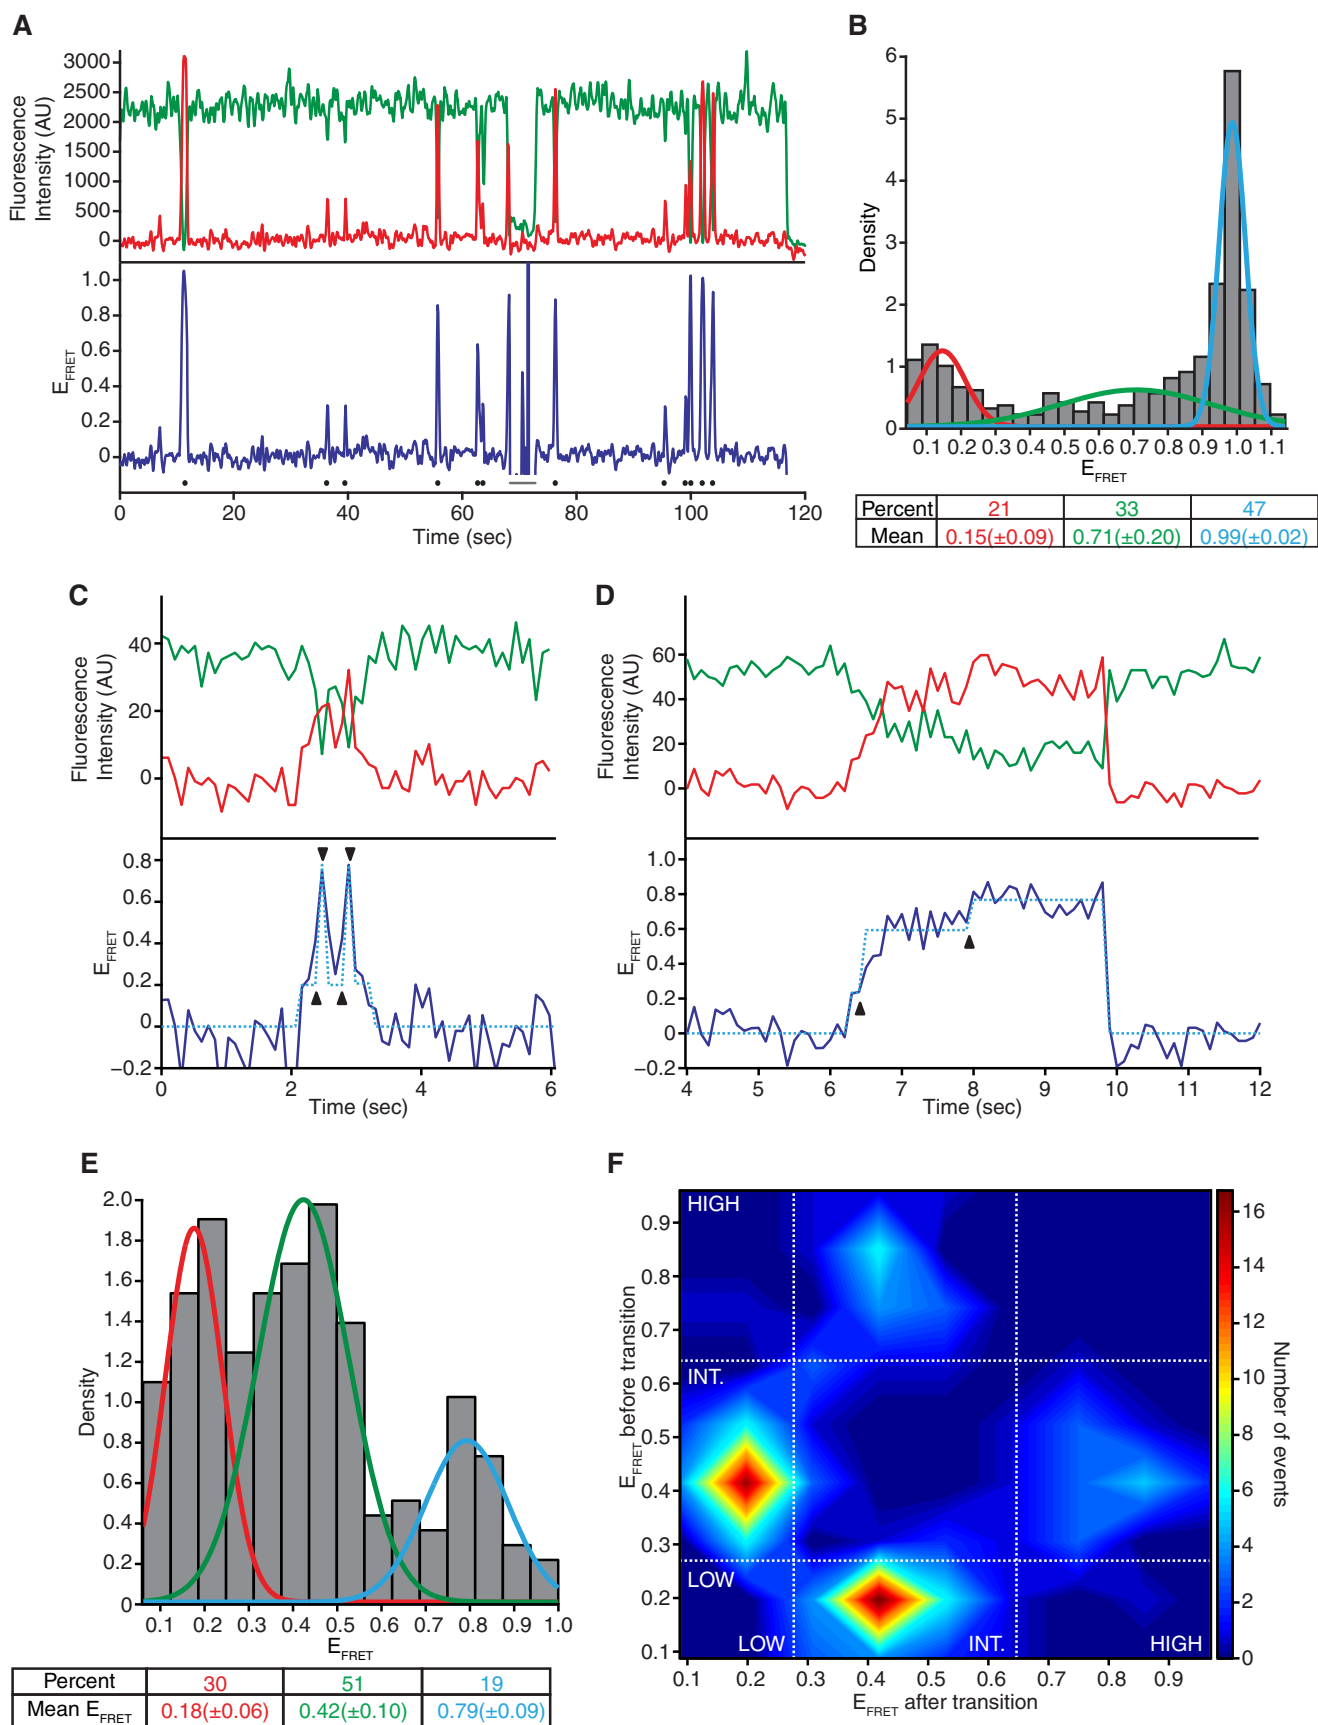 A
Fluorescence
Intensity (AU)
3000
2500
2000
1500
1000
500
0
E_FRET
1.0
0.8
0.6
0.4
0.2
0
0 20 40 60 80 100 120
Time (sec)
B
Density
6
5
4
3
2
1
0
0.1 0.2 0.3 0.4 0.5 0.6 0.7 0.8 0.9 1.0 1.1
E_FRET
Percent 21 33 47
Mean 0.15(±0.09) 0.71(±0.20) 0.99(±0.02)
C
Fluorescence
Intensity (AU)
40
20
0
E_FRET
0.8
0.6
0.4
0.2
0
−0.2
0 2 4 6
Time (sec)
D
Fluorescence
Intensity (AU)
60
40
20
0
E_FRET
1.0
0.8
0.6
0.4
0.2
0
−0.2
4 5 6 7 8 9 10 11 12
Time (sec)
E
Density
2.0
1.8
1.6
1.4
1.2
1.0
0.8
0.6
0.4
0.2
0
0.1 0.2 0.3 0.4 0.5 0.6 0.7 0.8 0.9 1.0
E_FRET
Percent 30 51 19
Mean E_FRET 0.18(±0.06) 0.42(±0.10) 0.79(±0.09)
F
E_FRET before transition
0.9
0.8
0.7
0.6
0.5
0.4
0.3
0.2
0.1
HIGH
INT.
LOW
LOW INT. HIGH
0.1 0.2 0.3 0.4 0.5 0.6 0.7 0.8 0.9
E_FRET after transition
16
14
12
10
8
6
4
2
0
Number of events